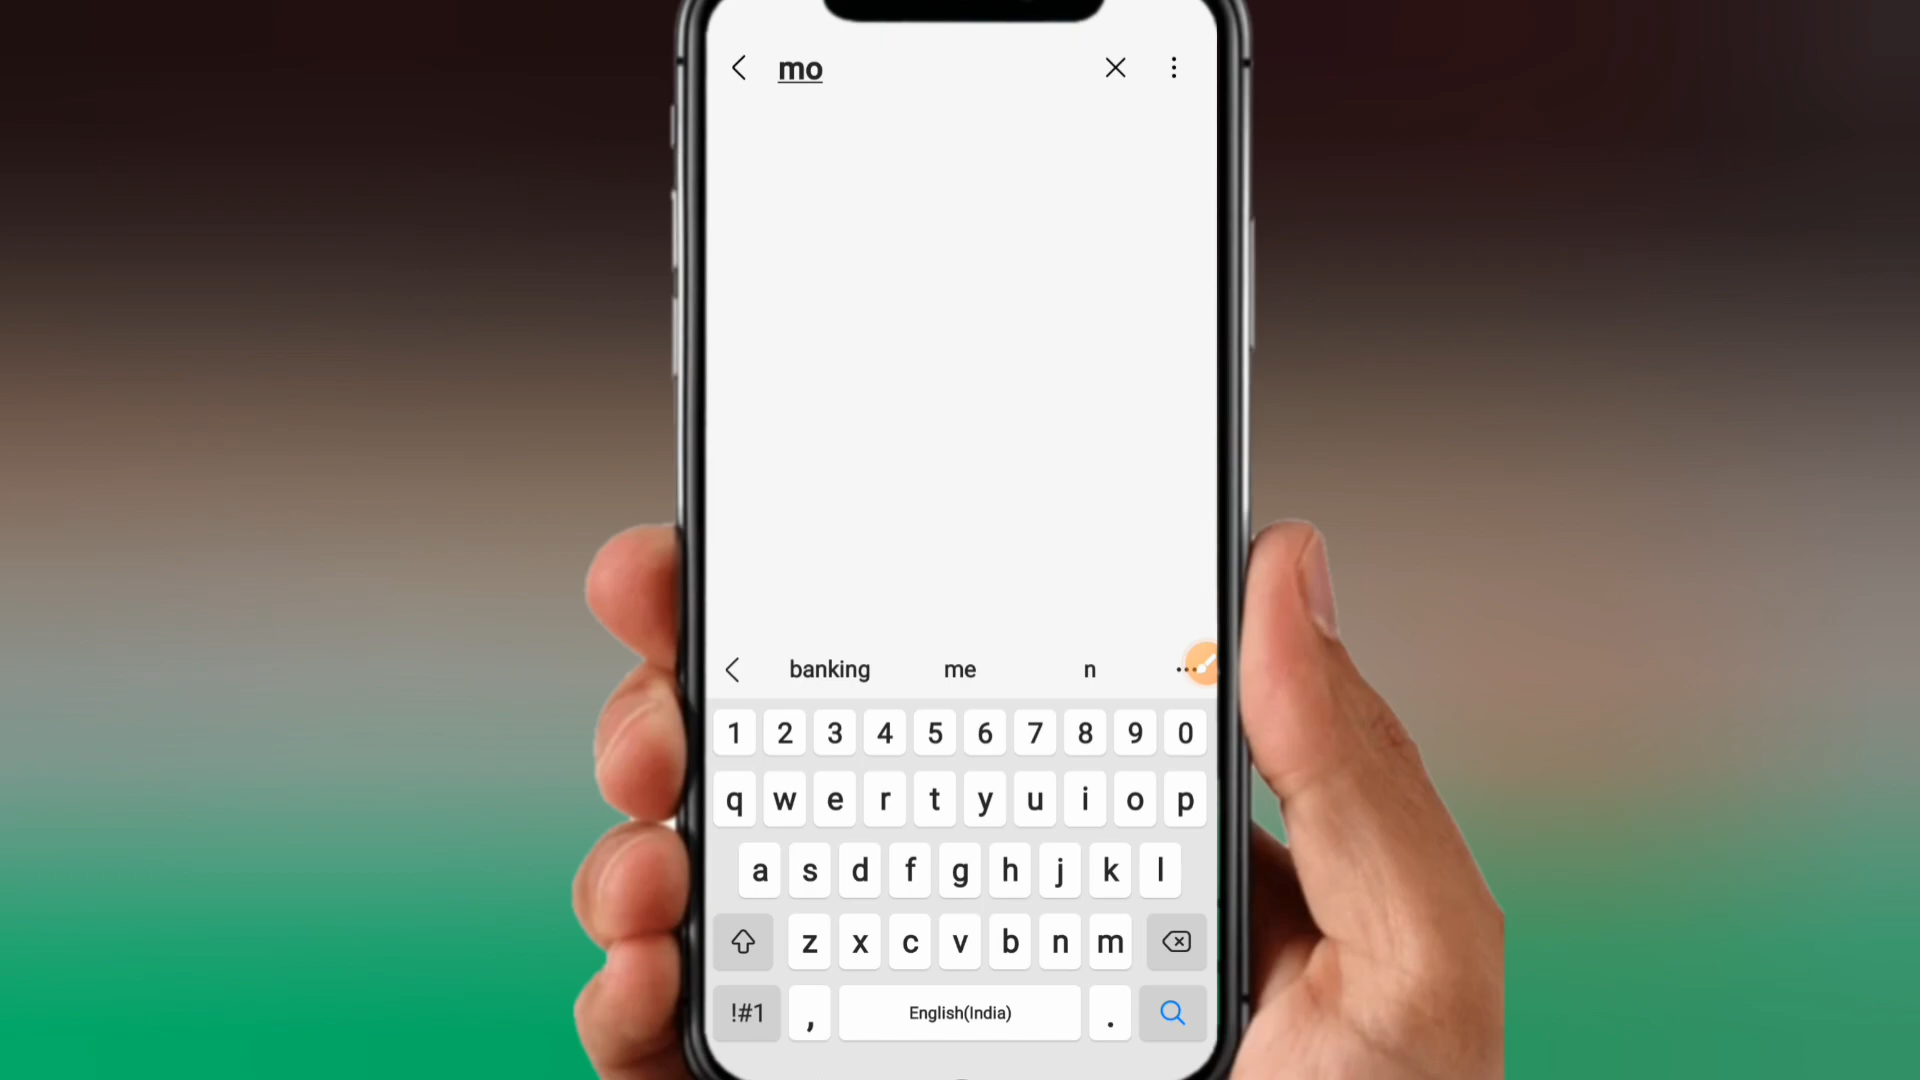 mo
banking me n
1 2 3 4 5 6 7 8 9 0
q w e r t y u i o p
a s d f g h j k l
z x c v b n m
!#1 , English(India) .